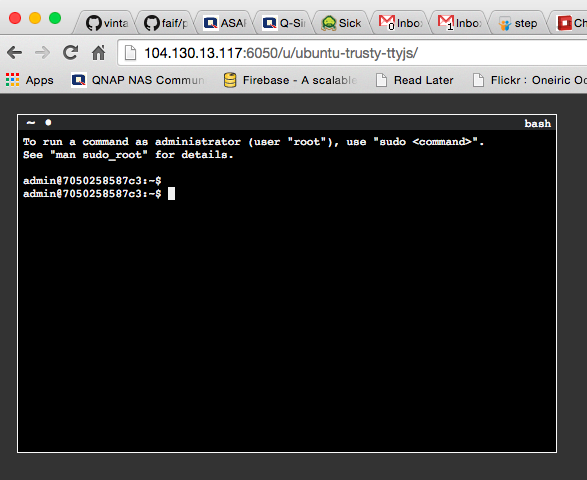 vinta
faif/p
ASAI
Q-Sir
Sick
0
Inbo
1
Inbo
step
Ch
104.130.13.117:6050/u/ubuntu-trusty-ttyjs/
Apps
QNAP NAS Commun
Firebase - A scalable
Read Later
Flickr : Oneiric Oc
~ •
bash
To run a command as administrator (user "root"), use "sudo <command>".
See "man sudo_root" for details.
admin@7050258587c3:~$
admin@7050258587c3:~$